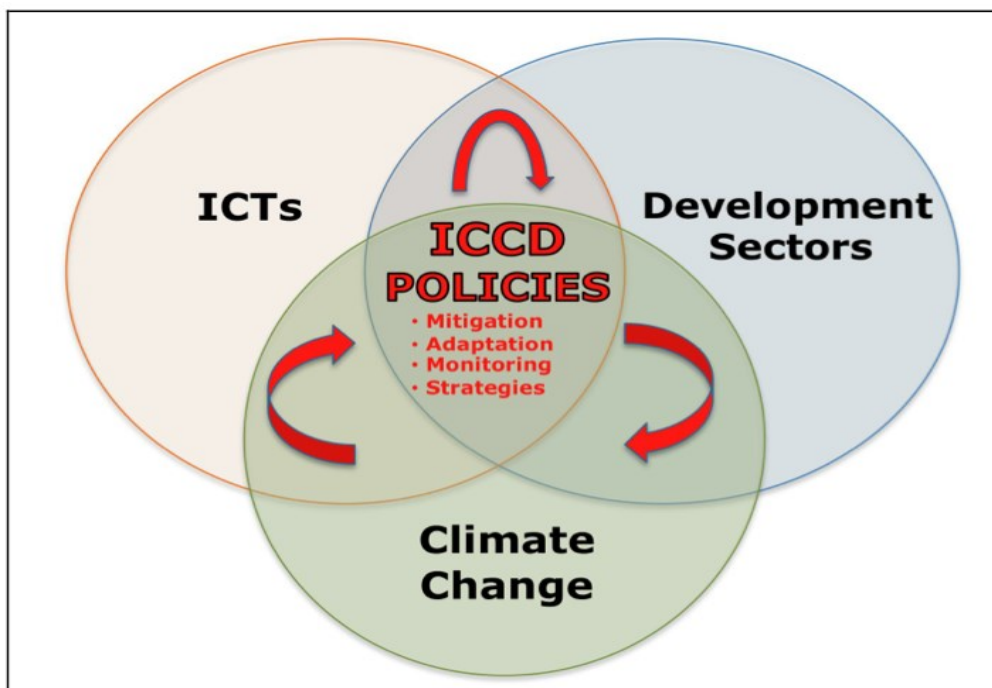 ICTs
Development
Sectors
ICCD
POLICIES
• Mitigation
• Adaptation
• Monitoring
• Strategies
Climate
Change